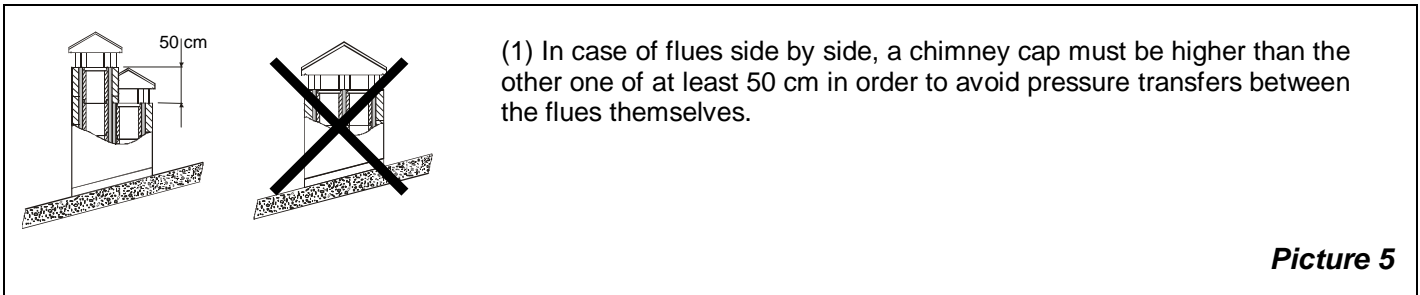 50 cm
(1) In case of flues side by side, a chimney cap must be higher than the
other one of at least 50 cm in order to avoid pressure transfers between
the flues themselves.
Picture 5